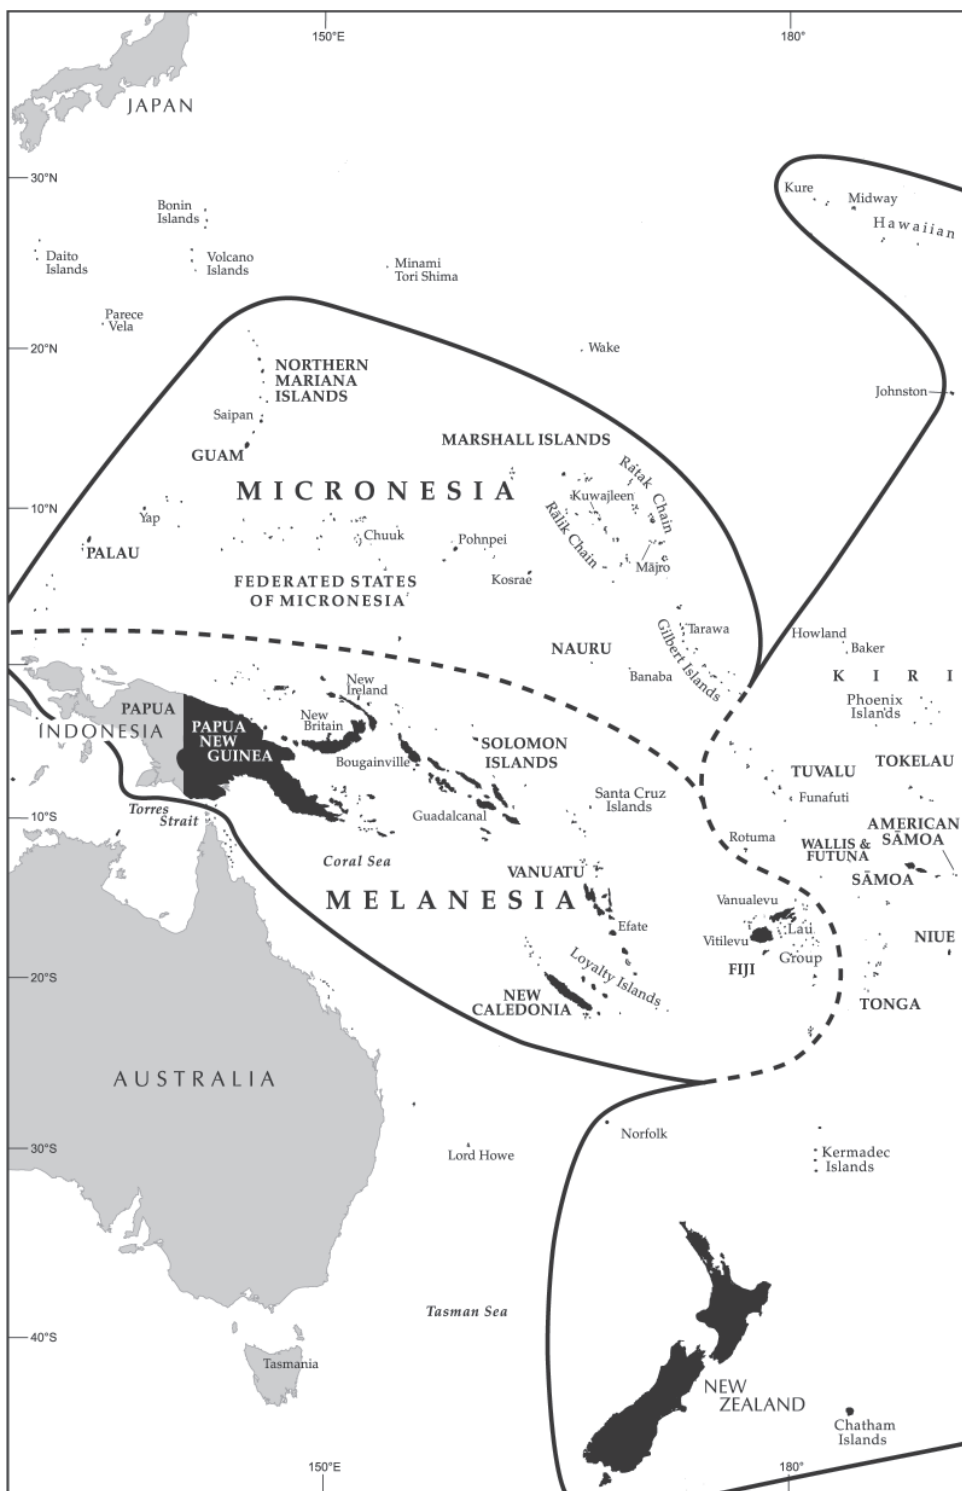 150°E
180°
JAPAN
30°N
Kure
Midway
Hawaiian
Bonin
Islands
Daito
Islands
Volcano
Islands
Minami
Tori Shima
Parece
Vela
20°N
Wake
NORTHERN
MARIANA
ISLANDS
Johnston
Saipan
GUAM
MARSHALL ISLANDS
Rātak Chain
MICRONESIA
Kuwajleen
10°N
Yap
Rālik Chain
Chuuk
Pohnpei
PALAU
Mājro
Kosrae
FEDERATED STATES
OF MICRONESIA
Tarawa
Howland
Gilbert Islands
NAURU
Baker
Banaba
KIRI
New
Ireland
Phoenix
Islands
PAPUA
New
Britain
INDONESIA
PAPUA
NEW
GUINEA
SOLOMON
ISLANDS
Bougainville
TUVALU
TOKELAU
Santa Cruz
Islands
Funafuti
Torres
Strait
Guadalcanal
10°S
AMERICAN
SĀMOA
Rotuma
WALLIS &
FUTUNA
Coral Sea
VANUATU
SĀMOA
MELANESIA
Vanualevu
Efate
Lau
Group
Vitilevu
NIUE
FIJI
Loyalty Islands
20°S
NEW
CALEDONIA
TONGA
AUSTRALIA
Norfolk
30°S
Lord Howe
Kermadec
Islands
Tasman Sea
40°S
Tasmania
NEW
ZEALAND
Chatham
Islands
150°E
180°